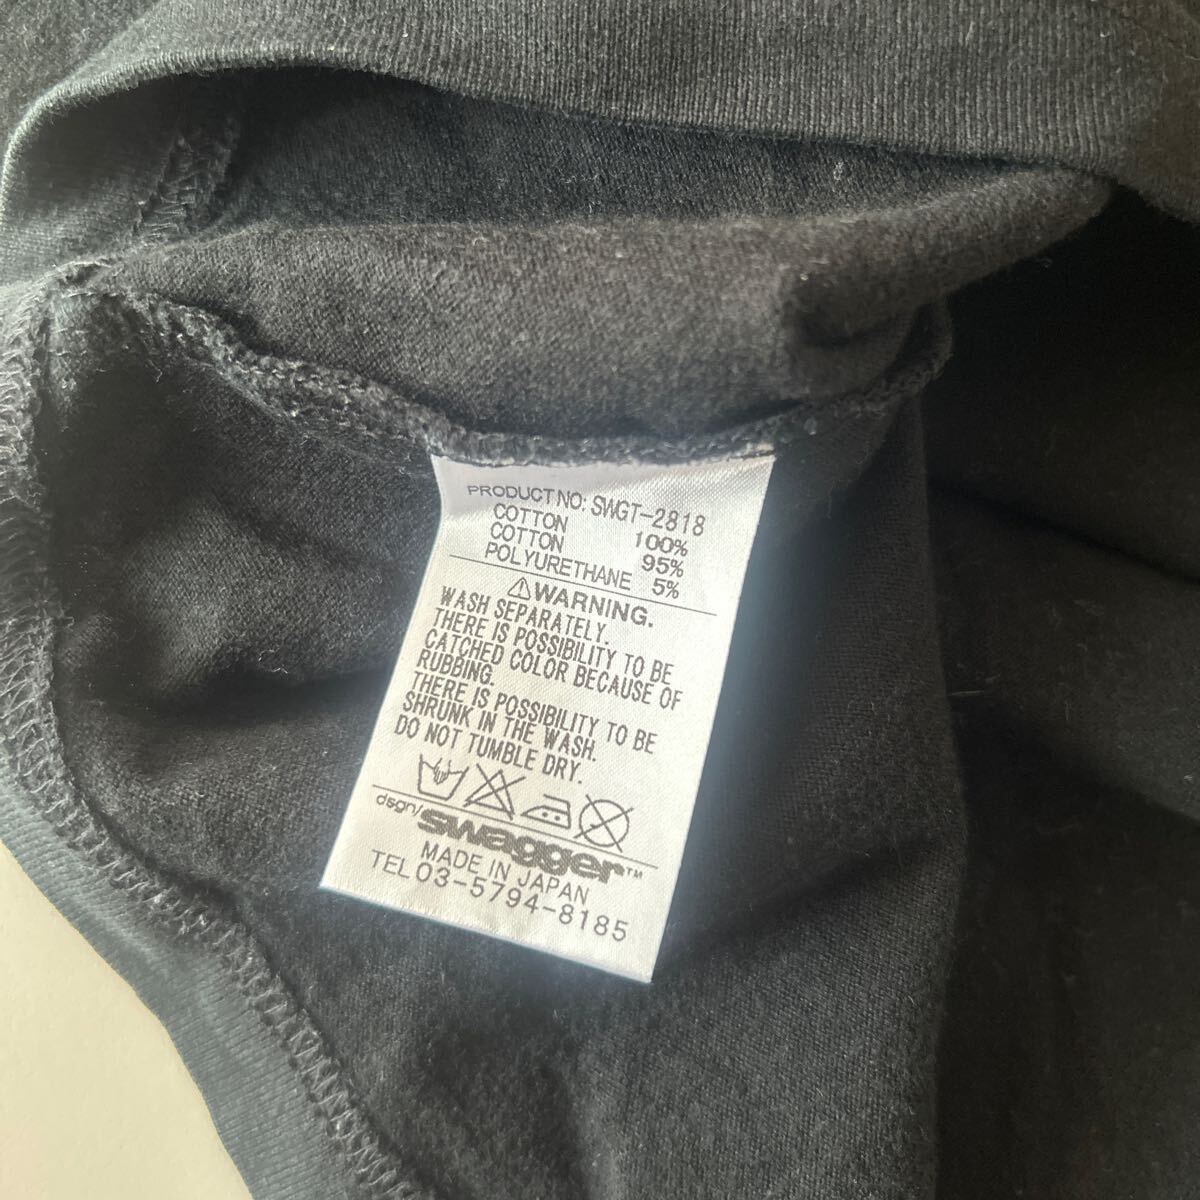 PRODUCT NO: SWGT-2818
COTTON 100%
COTTON 95%
POLYURETHANE 5%
⚠WARNING.
WASH SEPARATELY.
THERE IS POSSIBILITY TO BE
CATCHED COLOR BECAUSE OF
RUBBING.
THERE IS POSSIBILITY TO BE
SHRUNK IN THE WASH.
DO NOT TUMBLE DRY.
dsgn/
swagger™
MADE IN JAPAN
TEL 03-5794-8185